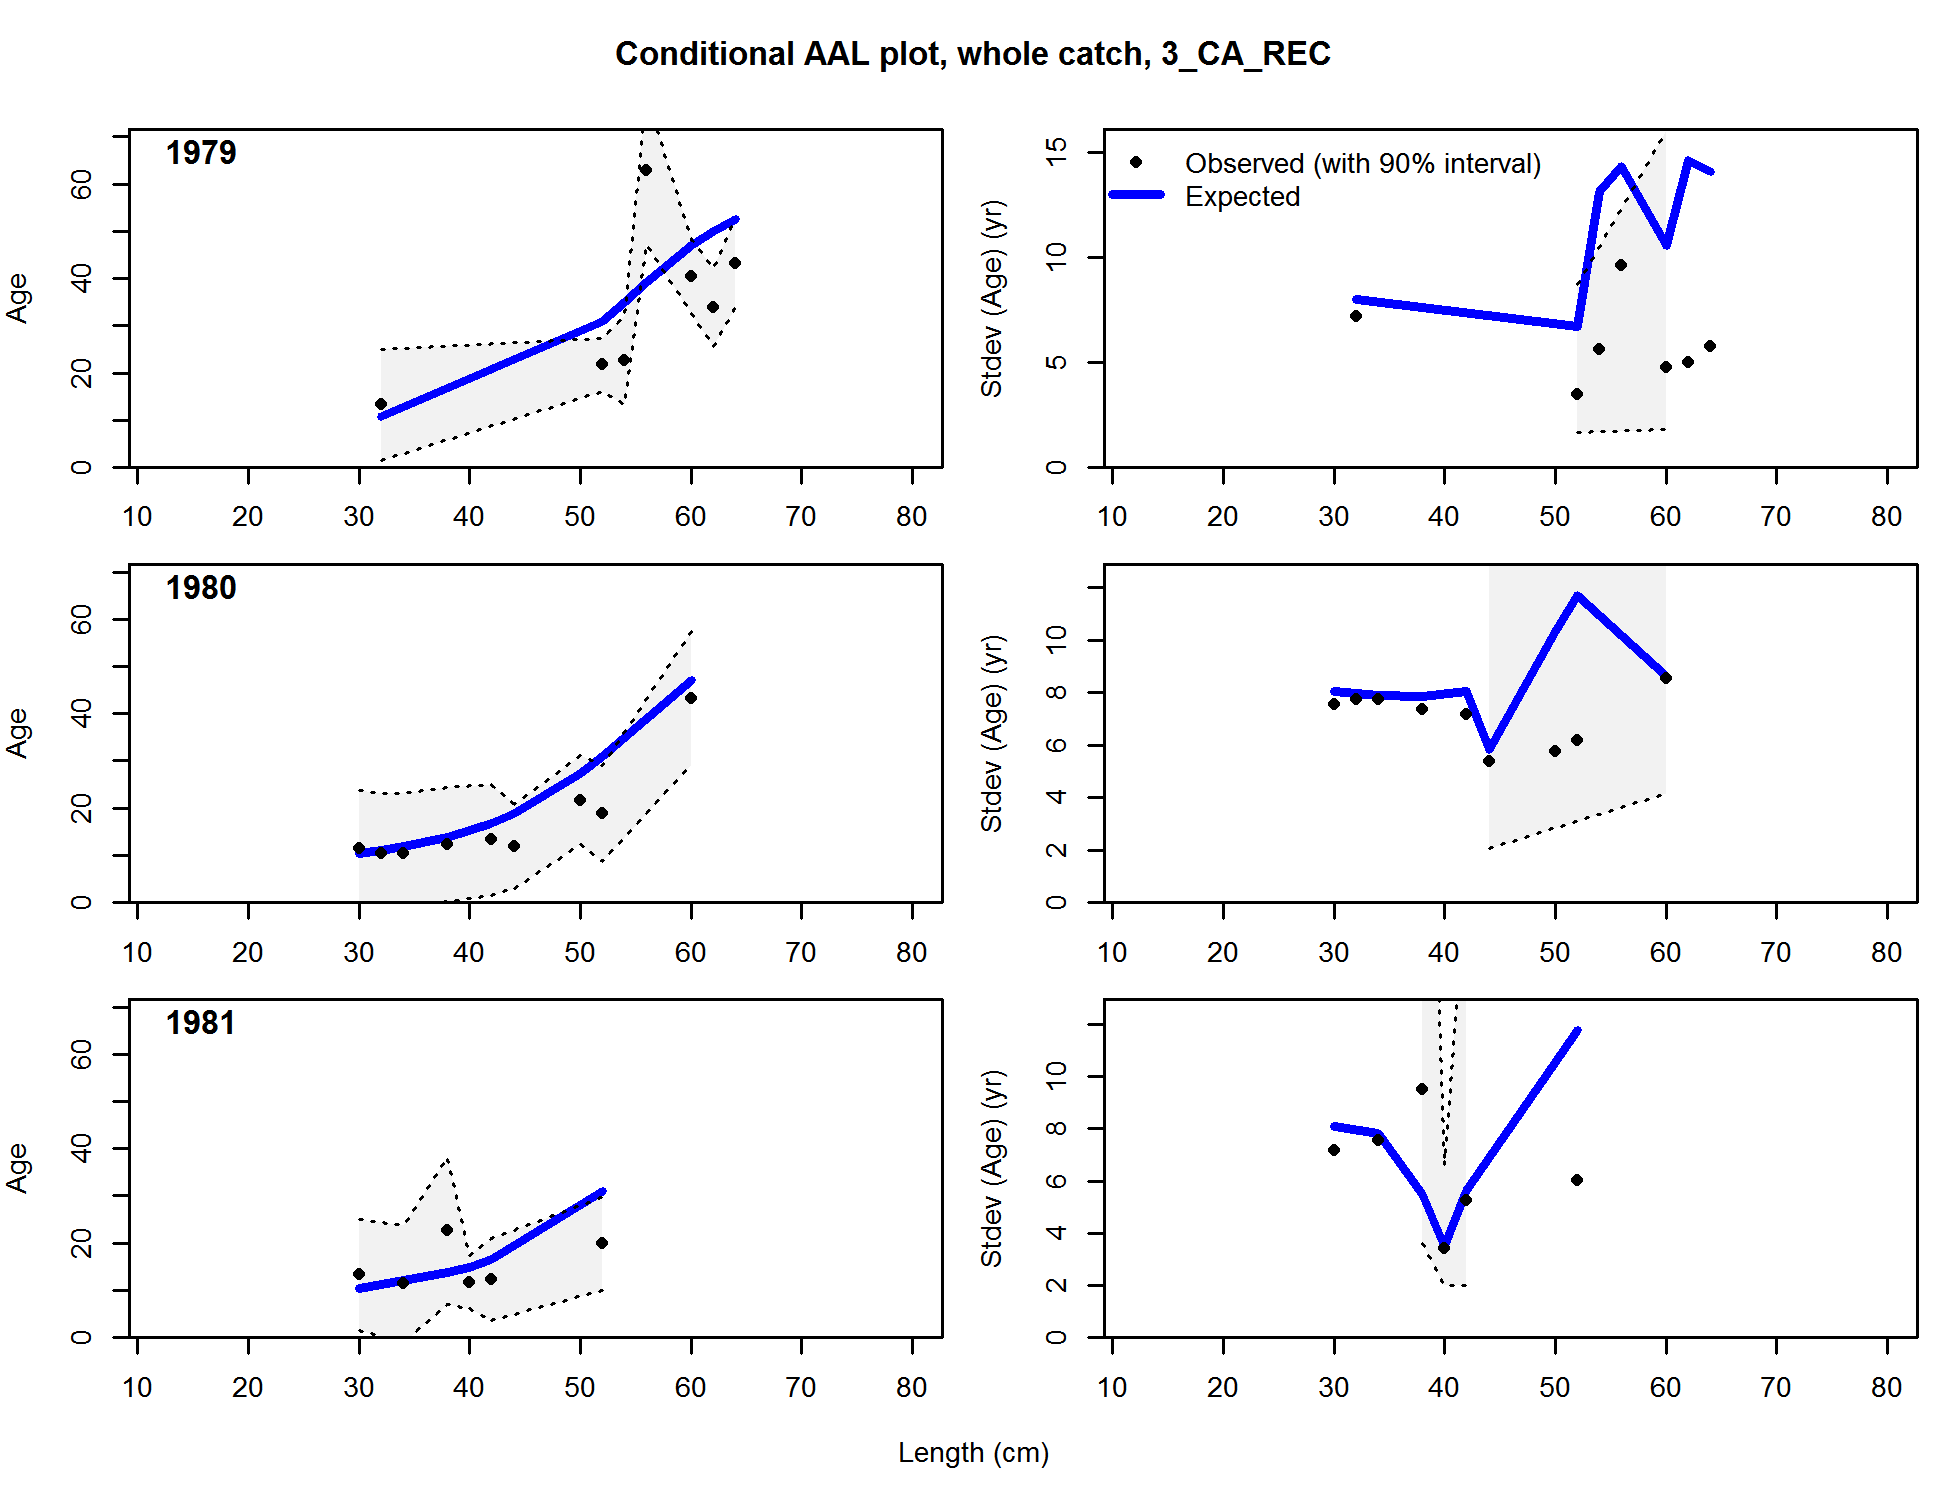 Conditional AAL plot, whole catch, 3_CA_REC
1979
Age
0 20 40 60
10 20 30 40 50 60 70 80
Observed (with 90% interval)
Expected
Stdev (Age) (yr)
0 5 10 15
10 20 30 40 50 60 70 80
1980
Age
0 20 40 60
10 20 30 40 50 60 70 80
Stdev (Age) (yr)
0 2 4 6 8 10
10 20 30 40 50 60 70 80
1981
Age
0 20 40 60
10 20 30 40 50 60 70 80
Stdev (Age) (yr)
0 2 4 6 8 10
10 20 30 40 50 60 70 80
Length (cm)